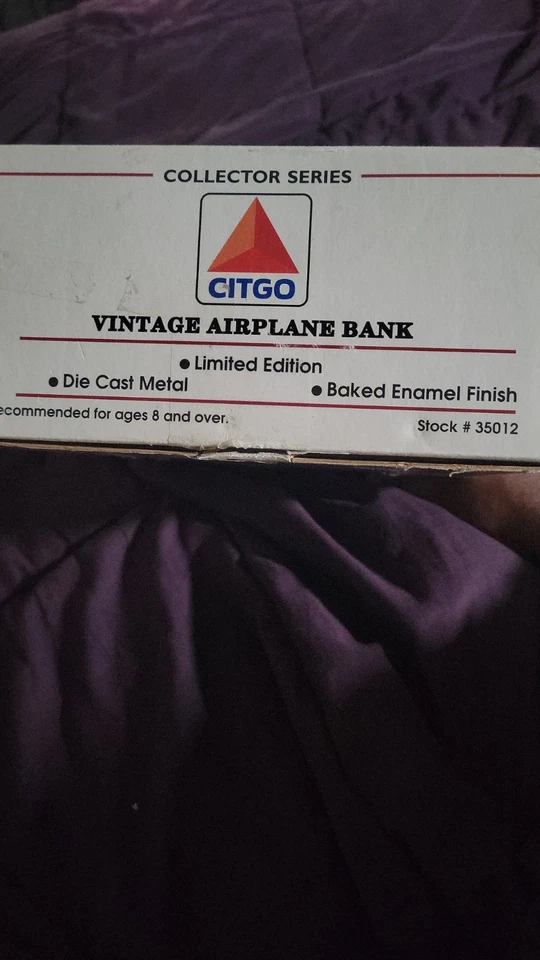 COLLECTOR SERIES
CITGO
VINTAGE AIRPLANE BANK
● Limited Edition
● Die Cast Metal ● Baked Enamel Finish
ecommended for ages 8 and over.
Stock # 35012